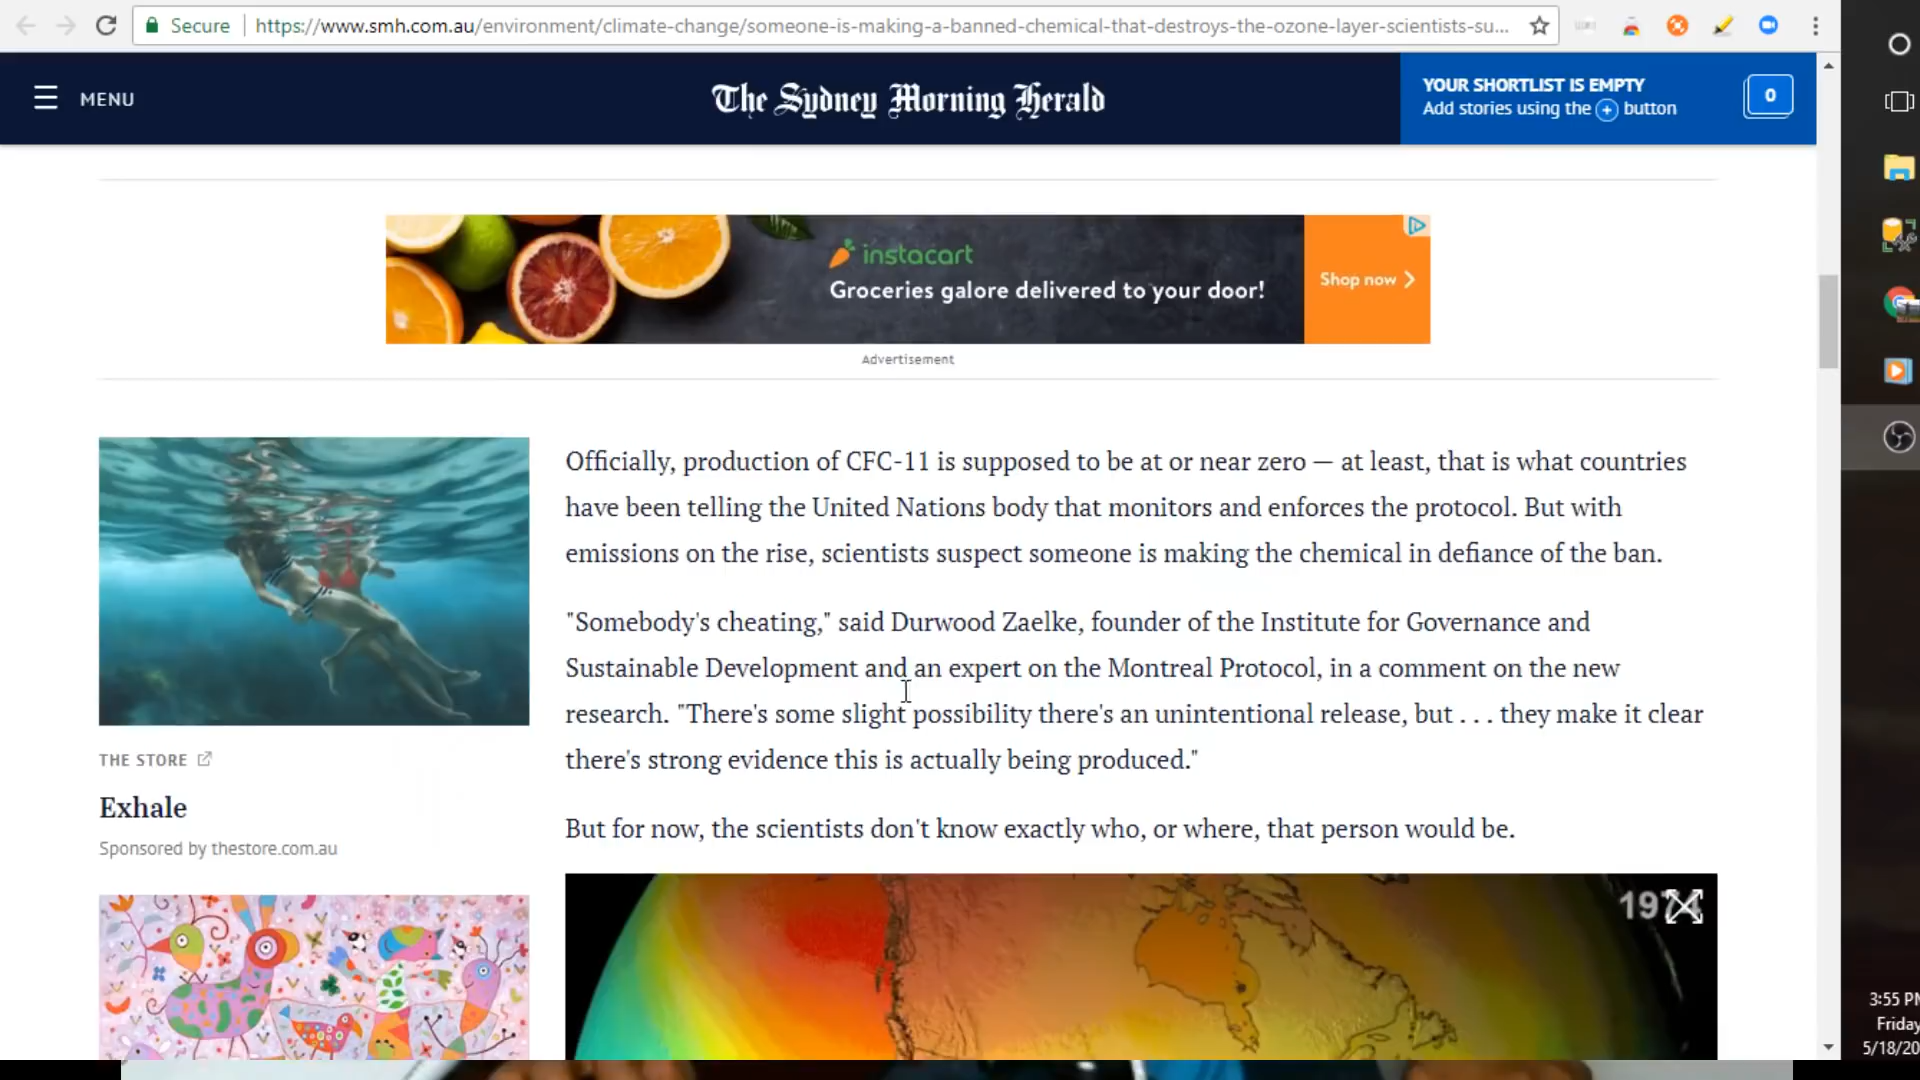 Secure
https://www.smh.com.au/environment/climate-change/someone-is-making-a-banned-chemical-that-destroys-the-ozone-layer-scientists-su...
MENU
The Sydney Morning Herald
YOUR SHORTLIST IS EMPTY
Add stories using the + button
0
instacart
Groceries galore delivered to your door!
Shop now
Advertisement
Officially, production of CFC-11 is supposed to be at or near zero — at least, that is what countries
have been telling the United Nations body that monitors and enforces the protocol. But with
emissions on the rise, scientists suspect someone is making the chemical in defiance of the ban.
"Somebody's cheating," said Durwood Zaelke, founder of the Institute for Governance and
Sustainable Development and an expert on the Montreal Protocol, in a comment on the new
research. "There's some slight possibility there's an unintentional release, but . . . they make it clear
there's strong evidence this is actually being produced."
But for now, the scientists don't know exactly who, or where, that person would be.
THE STORE
Exhale
Sponsored by thestore.com.au
1974
3:55 PM
Friday
5/18/20